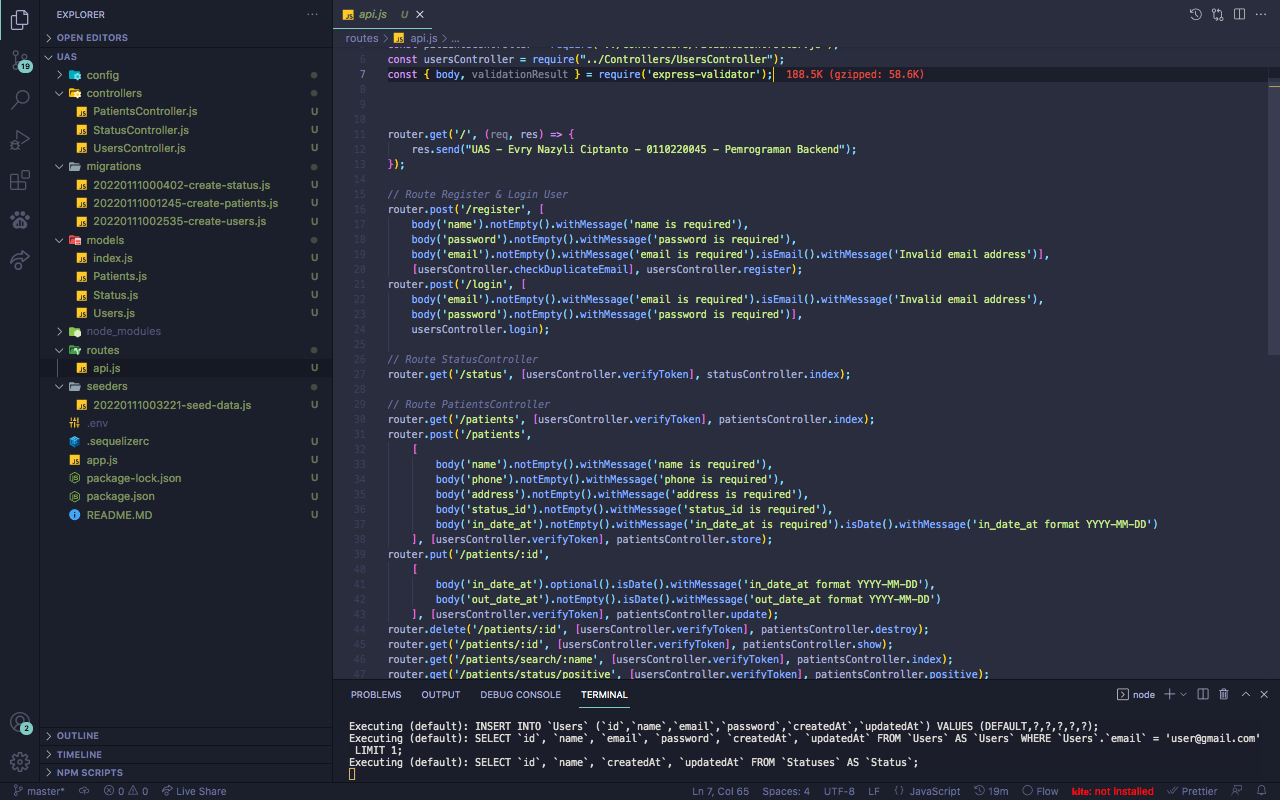 EXPLORER
OPEN EDITORS
UAS
config
controllers
PatientsController.js U
StatusController.js U
UsersController.js U
migrations
20220111000402-create-status.js U
20220111001245-create-patients.js U
20220111002535-create-users.js U
models
index.js U
Patients.js U
Status.js U
Users.js U
node_modules
routes
api.js U
seeders
20220111003221-seed-data.js U
.env
.sequelizerc U
app.js U
package-lock.json U
package.json U
README.MD U
OUTLINE
TIMELINE
NPM SCRIPTS
19
2
api.js U
routes > api.js > ...
6 const usersController = require("../Controllers/UsersController");
7 const { body, validationResult } = require('express-validator'); 188.5K (gzipped: 58.6K)
8
9
10
11 router.get('/', (req, res) => {
12 res.send("UAS - Evry Nazyli Ciptanto - 0110220045 - Pemrograman Backend");
13 });
14
15 // Route Register & Login User
16 router.post('/register', [
17 body('name').notEmpty().withMessage('name is required'),
18 body('password').notEmpty().withMessage('password is required'),
19 body('email').notEmpty().withMessage('email is required').isEmail().withMessage('Invalid email address')],
20 [usersController.checkDuplicateEmail], usersController.register);
21 router.post('/login', [
22 body('email').notEmpty().withMessage('email is required').isEmail().withMessage('Invalid email address'),
23 body('password').notEmpty().withMessage('password is required')],
24 usersController.login);
25
26 // Route StatusController
27 router.get('/status', [usersController.verifyToken], statusController.index);
28
29 // Route PatientsController
30 router.get('/patients', [usersController.verifyToken], patientsController.index);
31 router.post('/patients',
32 [
33 body('name').notEmpty().withMessage('name is required'),
34 body('phone').notEmpty().withMessage('phone is required'),
35 body('address').notEmpty().withMessage('address is required'),
36 body('status_id').notEmpty().withMessage('status_id is required'),
37 body('in_date_at').notEmpty().withMessage('in_date_at is required').isDate().withMessage('in_date_at format YYYY-MM-DD')
38 ], [usersController.verifyToken], patientsController.store);
39 router.put('/patients/:id',
40 [
41 body('in_date_at').optional().isDate().withMessage('in_date_at format YYYY-MM-DD'),
42 body('out_date_at').notEmpty().isDate().withMessage('out_date_at format YYYY-MM-DD')
43 ], [usersController.verifyToken], patientsController.update);
44 router.delete('/patients/:id', [usersController.verifyToken], patientsController.destroy);
45 router.get('/patients/:id', [usersController.verifyToken], patientsController.show);
46 router.get('/patients/search/:name', [usersController.verifyToken], patientsController.index);
47 router.get('/patients/status/positive', [usersController.verifyToken], patientsController.positive);
PROBLEMS OUTPUT DEBUG CONSOLE TERMINAL node
Executing (default): INSERT INTO `Users` (`id`,`name`,`email`,`password`,`createdAt`,`updatedAt`) VALUES (DEFAULT,?,?,?,?,?);
Executing (default): SELECT `id`, `name`, `email`, `password`, `createdAt`, `updatedAt` FROM `Users` AS `Users` WHERE `Users`.`email` = 'user@gmail.com'
LIMIT 1;
Executing (default): SELECT `id`, `name`, `createdAt`, `updatedAt` FROM `Statuses` AS `Status`;
master* 0 0 Live Share Ln 7, Col 65 Spaces: 4 UTF-8 LF JavaScript 19m Flow kite: not installed Prettier